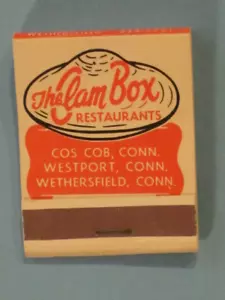 The Clam Box
RESTAURANTS
COS COB, CONN.
WESTPORT, CONN.
WETHERSFIELD, CONN.